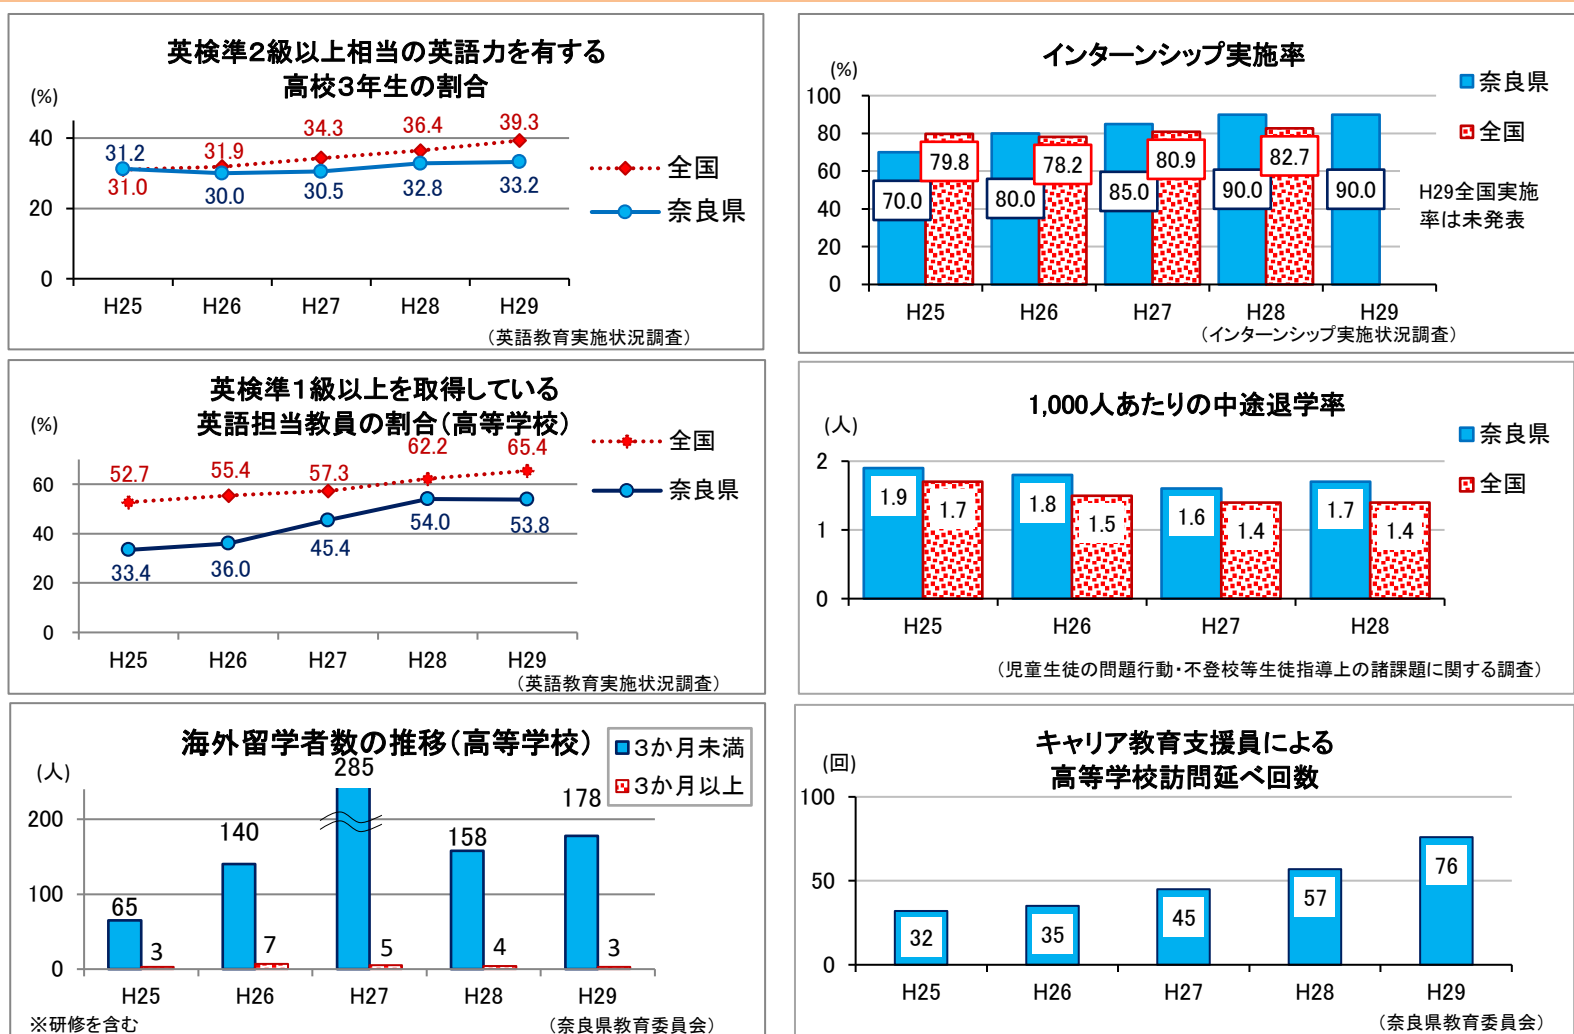 英検準２級以上相当の英語力を有する
高校３年生の割合
(%)
40
20
0
31.2
31.0
31.9
30.0
34.3
30.5
36.4
32.8
39.3
33.2
全国
奈良県
H25 H26 H27 H28 H29
（英語教育実施状況調査）
インターンシップ実施率
(%)
100
80
60
40
20
0
70.0
79.8
80.0
78.2
85.0
80.9
90.0
82.7
90.0
奈良県
全国
H29全国実施
率は未発表
H25 H26 H27 H28 H29
（インターンシップ実施状況調査）
英検準１級以上を取得している
英語担当教員の割合（高等学校）
(%)
60
40
20
0
52.7
55.4
57.3
62.2
65.4
33.4
36.0
45.4
54.0
53.8
全国
奈良県
H25 H26 H27 H28 H29
（英語教育実施状況調査）
1,000人あたりの中途退学率
(人)
2
1
0
1.9
1.7
1.8
1.5
1.6
1.4
1.7
1.4
奈良県
全国
H25 H26 H27 H28
（児童生徒の問題行動・不登校等生徒指導上の諸課題に関する調査）
海外留学者数の推移（高等学校）
３か月未満
３か月以上
(人)
200
100
0
65
3
140
7
285
5
158
4
178
3
H25 H26 H27 H28 H29
※研修を含む
（奈良県教育委員会）
キャリア教育支援員による
高等学校訪問延べ回数
(回)
100
50
0
32
35
45
57
76
H25 H26 H27 H28 H29
（奈良県教育委員会）